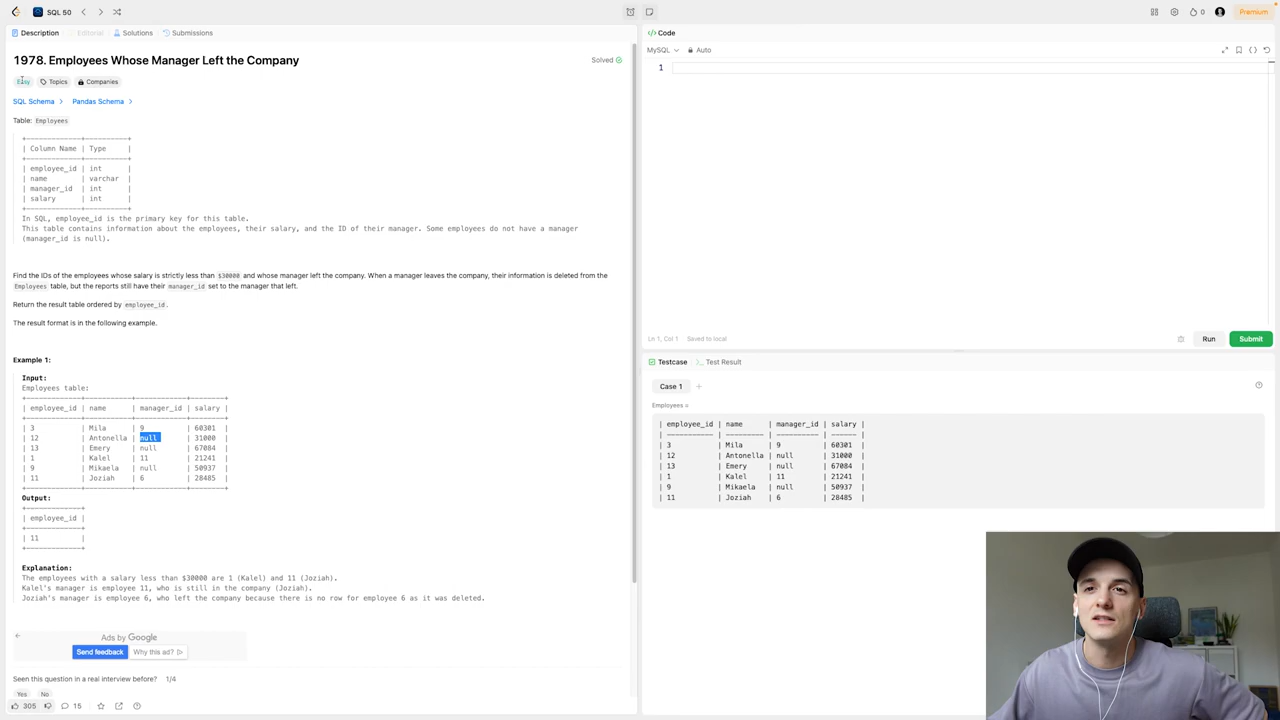 SQL 50
0
Premium
Description
Editorial
Solutions
Submissions
1978. Employees Whose Manager Left the Company
Solved
Easy
Topics
Companies
SQL Schema
Pandas Schema
Table: Employees
+-------------+----------+
| Column Name | Type     |
+-------------+----------+
| employee_id | int      |
| name        | varchar  |
| manager_id  | int      |
| salary      | int      |
+-------------+----------+
In SQL, employee_id is the primary key for this table.
This table contains information about the employees, their salary, and the ID of their manager. Some employees do not have a manager
(manager_id is null).
Find the IDs of the employees whose salary is strictly less than $30000 and whose manager left the company. When a manager leaves the company, their information is deleted from the
Employees table, but the reports still have their manager_id set to the manager that left.
Return the result table ordered by employee_id.
The result format is in the following example.
Example 1:
Input:
Employees table:
+-------------+-----------+------------+--------+
| employee_id | name      | manager_id | salary |
+-------------+-----------+------------+--------+
| 3           | Mila      | 9          | 60301  |
| 12          | Antonella | null       | 31000  |
| 13          | Emery     | null       | 67084  |
| 1           | Kalel     | 11         | 21241  |
| 9           | Mikaela   | null       | 50937  |
| 11          | Joziah    | 6          | 28485  |
+-------------+-----------+------------+--------+
Output:
+-------------+
| employee_id |
+-------------+
| 11          |
+-------------+
Explanation:
The employees with a salary less than $30000 are 1 (Kalel) and 11 (Joziah).
Kalel's manager is employee 11, who is still in the company (Joziah).
Joziah's manager is employee 6, who left the company because there is no row for employee 6 as it was deleted.
Ads by Google
Send feedback
Why this ad?
Seen this question in a real interview before? 1/4
Yes
No
305
15
</> Code
MySQL
Auto
1
Ln 1, Col 1
Saved to local
Run
Submit
Testcase
>_ Test Result
Case 1
+
Employees =
| employee_id | name      | manager_id | salary |
| ----------- | --------- | ---------- | ------ |
| 3           | Mila      | 9          | 60301  |
| 12          | Antonella | null       | 31000  |
| 13          | Emery     | null       | 67084  |
| 1           | Kalel     | 11         | 21241  |
| 9           | Mikaela   | null       | 50937  |
| 11          | Joziah    | 6          | 28485  |